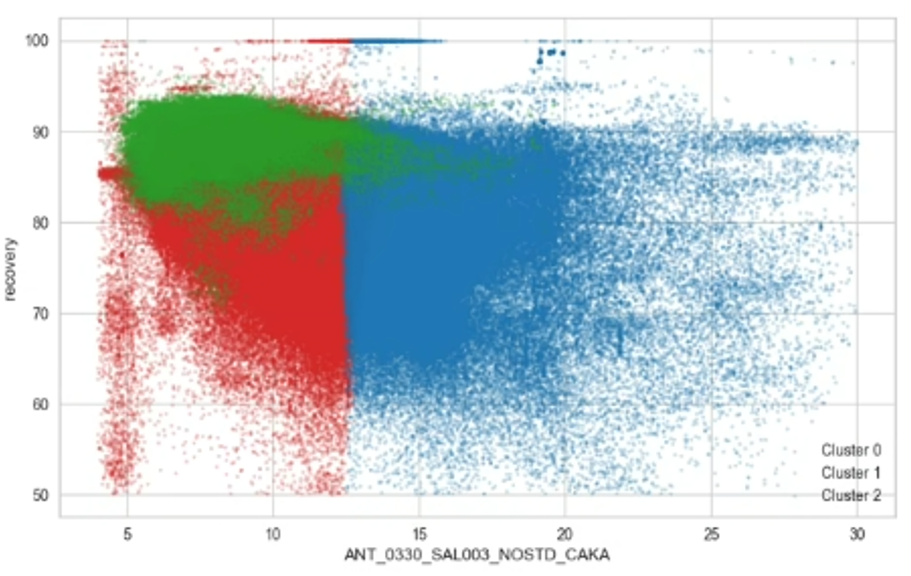 100
90
80
70
60
50
recovery
Cluster 0
Cluster 1
Cluster 2
5 10 15 20 25 30
ANT_0330_SAL003_NOSTD_CAKA